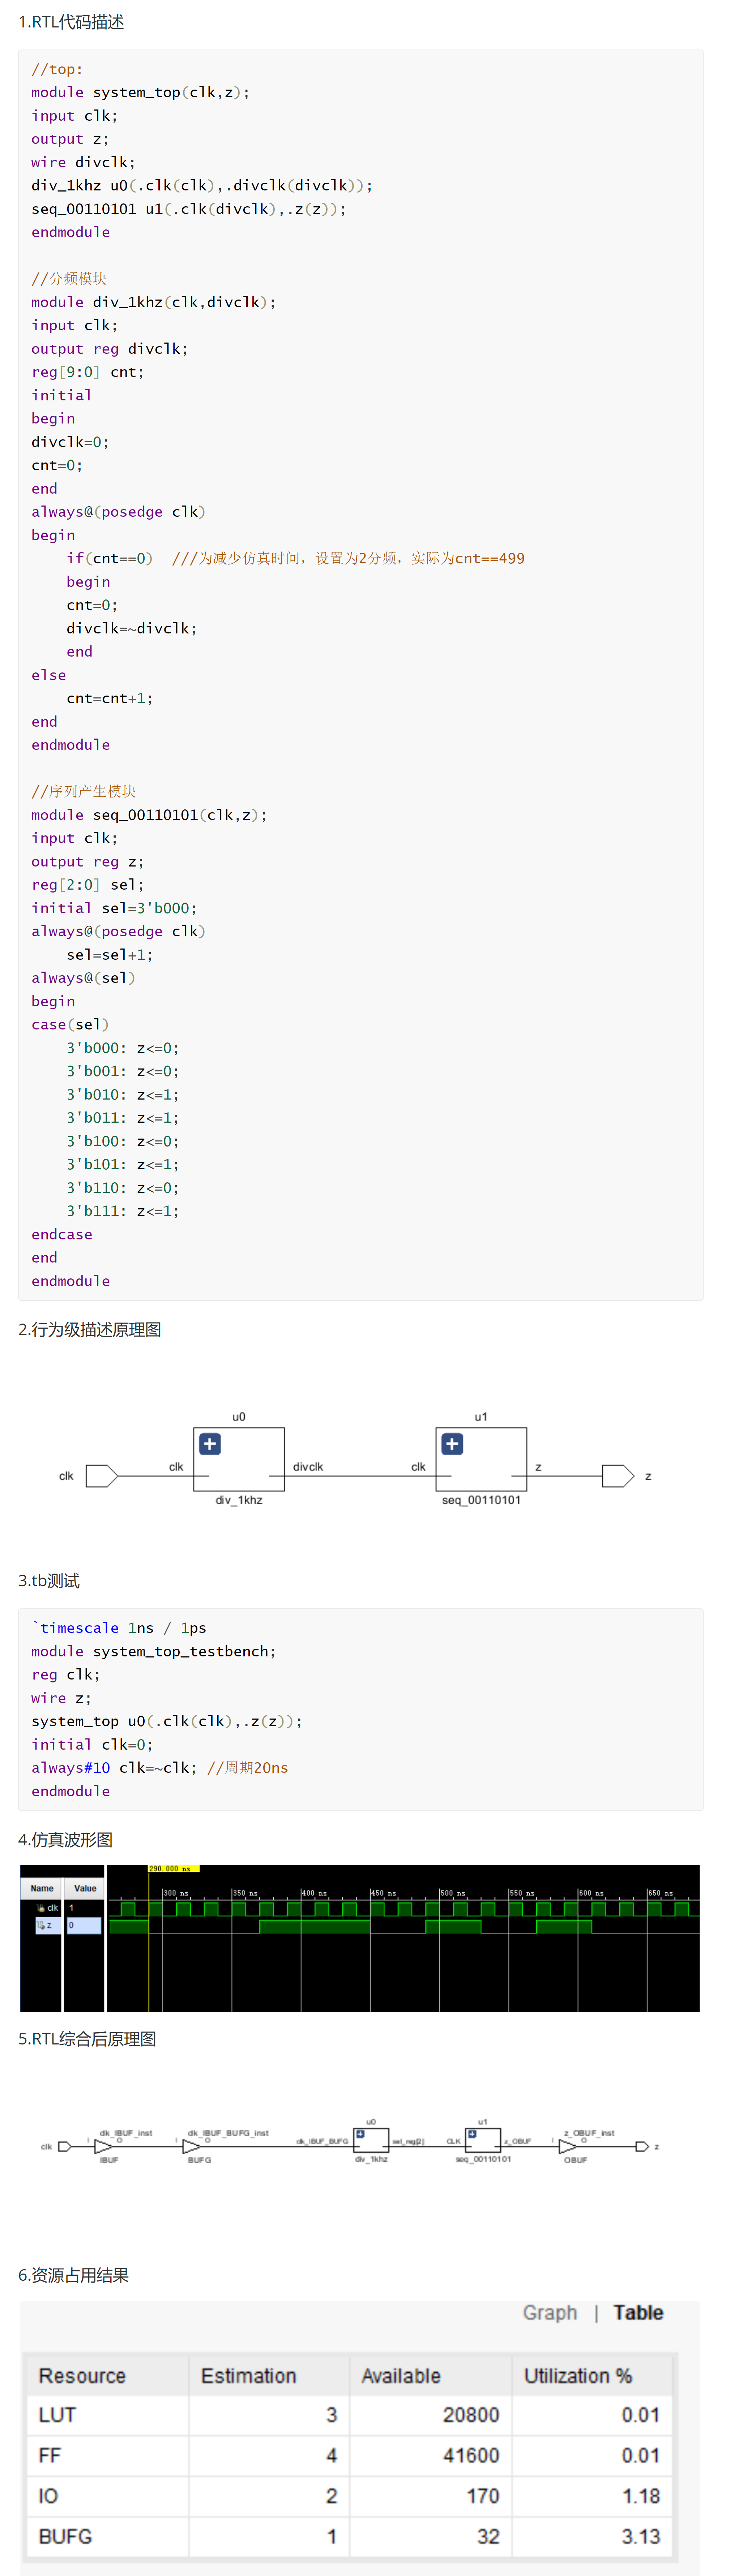 1.RTL代码描述
//top:
module system_top(clk,z);
input clk;
output z;
wire divclk;
div_1khz u0(.clk(clk),.divclk(divclk));
seq_00110101 u1(.clk(divclk),.z(z));
endmodule
//分频模块
module div_1khz(clk,divclk);
input clk;
output reg divclk;
reg[9:0] cnt;
initial
begin
divclk=0;
cnt=0;
end
always@(posedge clk)
begin
    if(cnt==0)  ///为减少仿真时间，设置为2分频，实际为cnt==499
    begin
    cnt=0;
    divclk=~divclk;
    end
else
    cnt=cnt+1;
end
endmodule
//序列产生模块
module seq_00110101(clk,z);
input clk;
output reg z;
reg[2:0] sel;
initial sel=3'b000;
always@(posedge clk)
    sel=sel+1;
always@(sel)
begin
case(sel)
    3'b000: z<=0;
    3'b001: z<=0;
    3'b010: z<=1;
    3'b011: z<=1;
    3'b100: z<=0;
    3'b101: z<=1;
    3'b110: z<=0;
    3'b111: z<=1;
endcase
end
endmodule
2.行为级描述原理图
u0 u1
clk clk divclk clk z z
div_1khz seq_00110101
3.tb测试
`timescale 1ns / 1ps
module system_top_testbench;
reg clk;
wire z;
system_top u0(.clk(clk),.z(z));
initial clk=0;
always#10 clk=~clk; //周期20ns
endmodule
4.仿真波形图
290.000 ns
Name Value 300 ns 350 ns 400 ns 450 ns 500 ns 550 ns 600 ns 650 ns
clk 1
z 0
5.RTL综合后原理图
u0 u1
clk_IBUF_inst clk_IBUF_BUFG_inst z_OBUF_inst
clk I O I O clk_IBUF_BUFG sel_reg[2] CLK z_OBUF I O z
IBUF BUFG div_1khz seq_00110101 OBUF
6.资源占用结果
Graph | Table
Resource Estimation Available Utilization %
LUT 3 20800 0.01
FF 4 41600 0.01
IO 2 170 1.18
BUFG 1 32 3.13